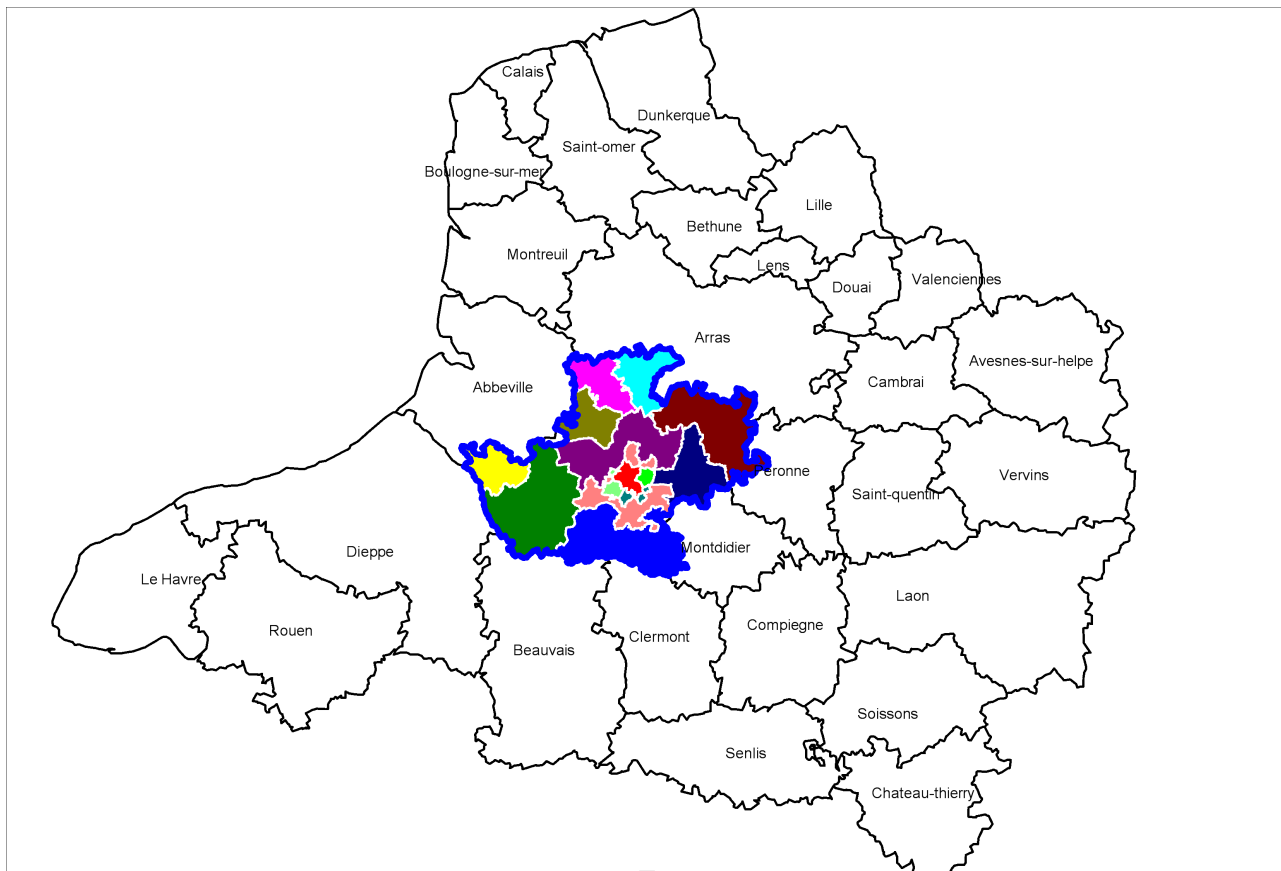 Calais
Dunkerque
Saint-omer
Boulogne-sur-mer
Lille
Bethune
Montreuil
Lens
Douai
Valenciennes
Arras
Avesnes-sur-helpe
Cambrai
Abbeville
eronne
Vervins
Saint-quentin
Montdidier
Dieppe
Le Havre
Laon
Rouen
Compiegne
Clermont
Beauvais
Soissons
Senlis
Chateau-thierry